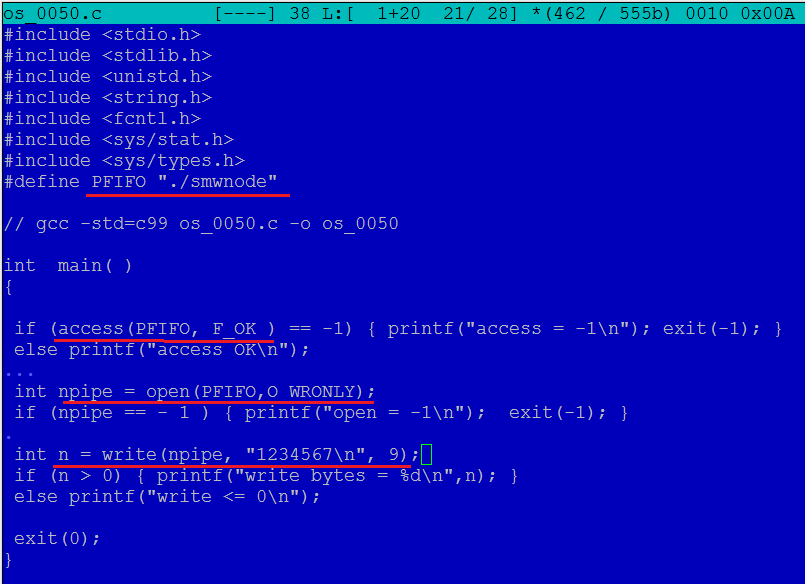 os_0050.c [----] 38 L:[ 1+20 21/ 28] *(462 / 555b) 0010 0x00A
#include <stdio.h>
#include <stdlib.h>
#include <unistd.h>
#include <string.h>
#include <fcntl.h>
#include <sys/stat.h>
#include <sys/types.h>
#define PFIFO "./smwnode"
// gcc -std=c99 os_0050.c -o os_0050
int  main( )
{
if (access(PFIFO, F_OK ) == -1) { printf("access = -1\n"); exit(-1); }
else printf("access OK\n");
...
int npipe = open(PFIFO,O_WRONLY);
if (npipe == - 1 ) { printf("open = -1\n");  exit(-1); }
.
int n = write(npipe, "1234567\n", 9);
if (n > 0) { printf("write bytes = %d\n",n); }
else printf("write <= 0\n");
exit(0);
}